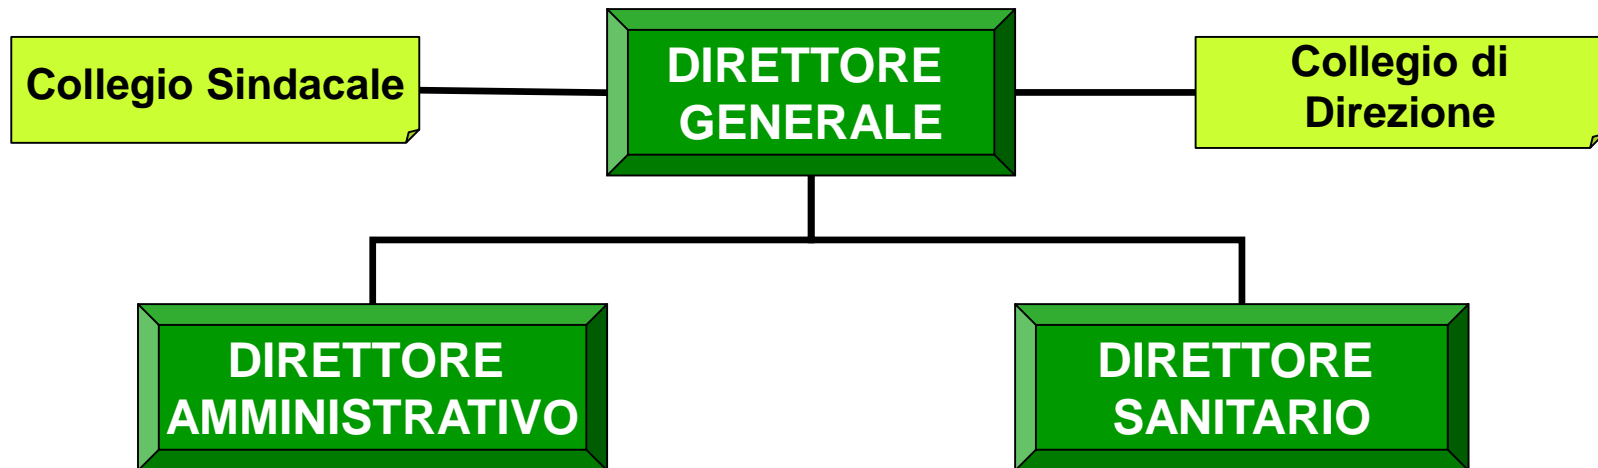 Collegio Sindacale
DIRETTORE
GENERALE
Collegio di
Direzione
DIRETTORE
AMMINISTRATIVO
DIRETTORE
SANITARIO